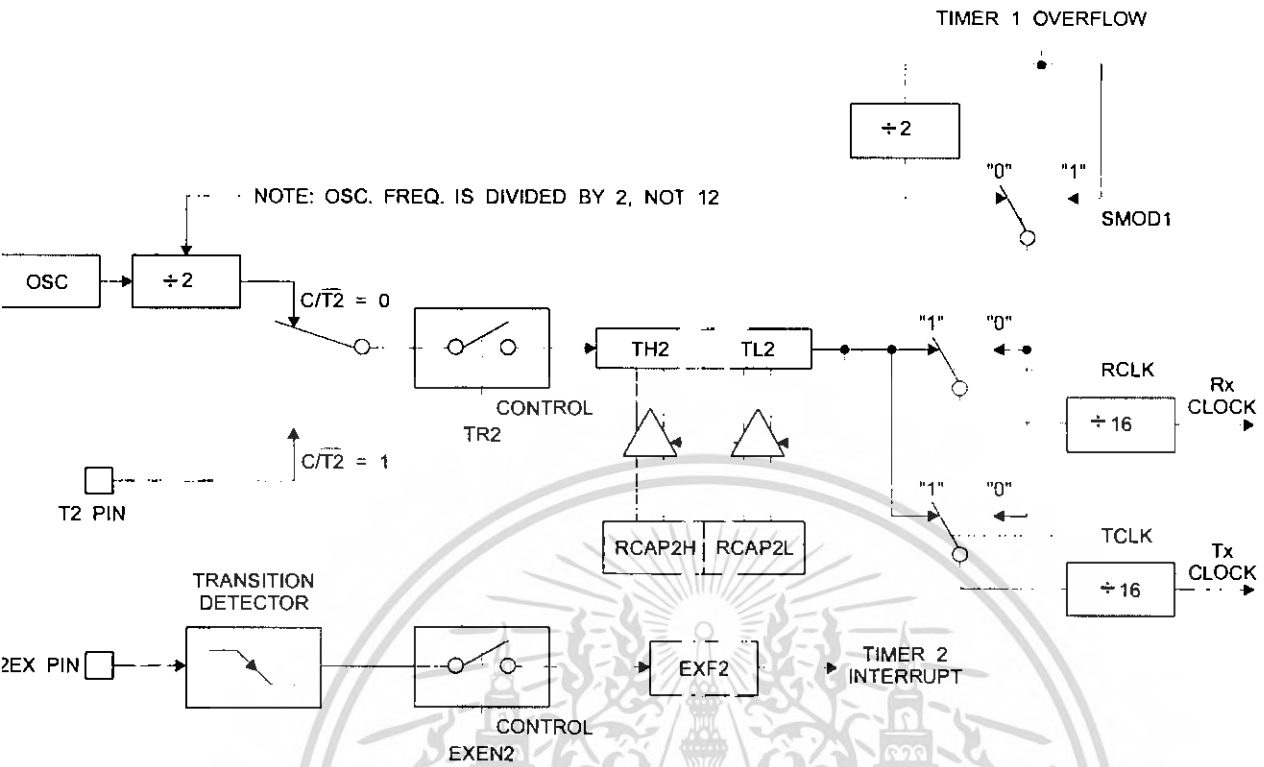 TIMER 1 OVERFLOW
÷2
"0" "1"
SMOD1
NOTE: OSC. FREQ. IS DIVIDED BY 2, NOT 12
OSC
÷2
C/T̅2̅ = 0
TH2 TL2
"1" "0"
CONTROL
TR2
RCLK
Rx
CLOCK
÷16
C/T̅2̅ = 1
T2 PIN
"1" "0"
RCAP2H RCAP2L
TCLK
Tx
CLOCK
÷16
TRANSITION
DETECTOR
2EX PIN
EXF2
TIMER 2
INTERRUPT
CONTROL
EXEN2